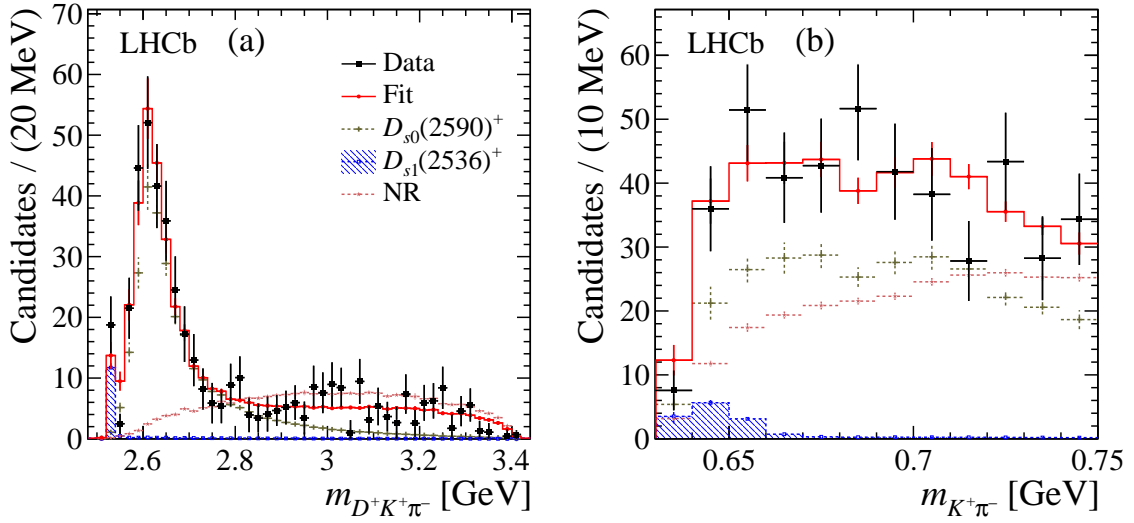 LHCb (a)
Data
Fit
D_{s0}(2590)^+
D_{s1}(2536)^+
NR
Candidates / (20 MeV)
70
60
50
40
30
20
10
0
2.6 2.8 3 3.2 3.4
m_{D^+K^+π^-} [GeV]
LHCb (b)
Candidates / (10 MeV)
60
50
40
30
20
10
0
0.65 0.7 0.75
m_{K^+π^-} [GeV]